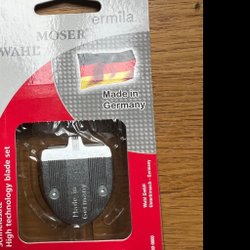 ermila
MOSER
WAHL
Made in
Germany
Made in
Germany
High technology blade set
Wahl GmbH